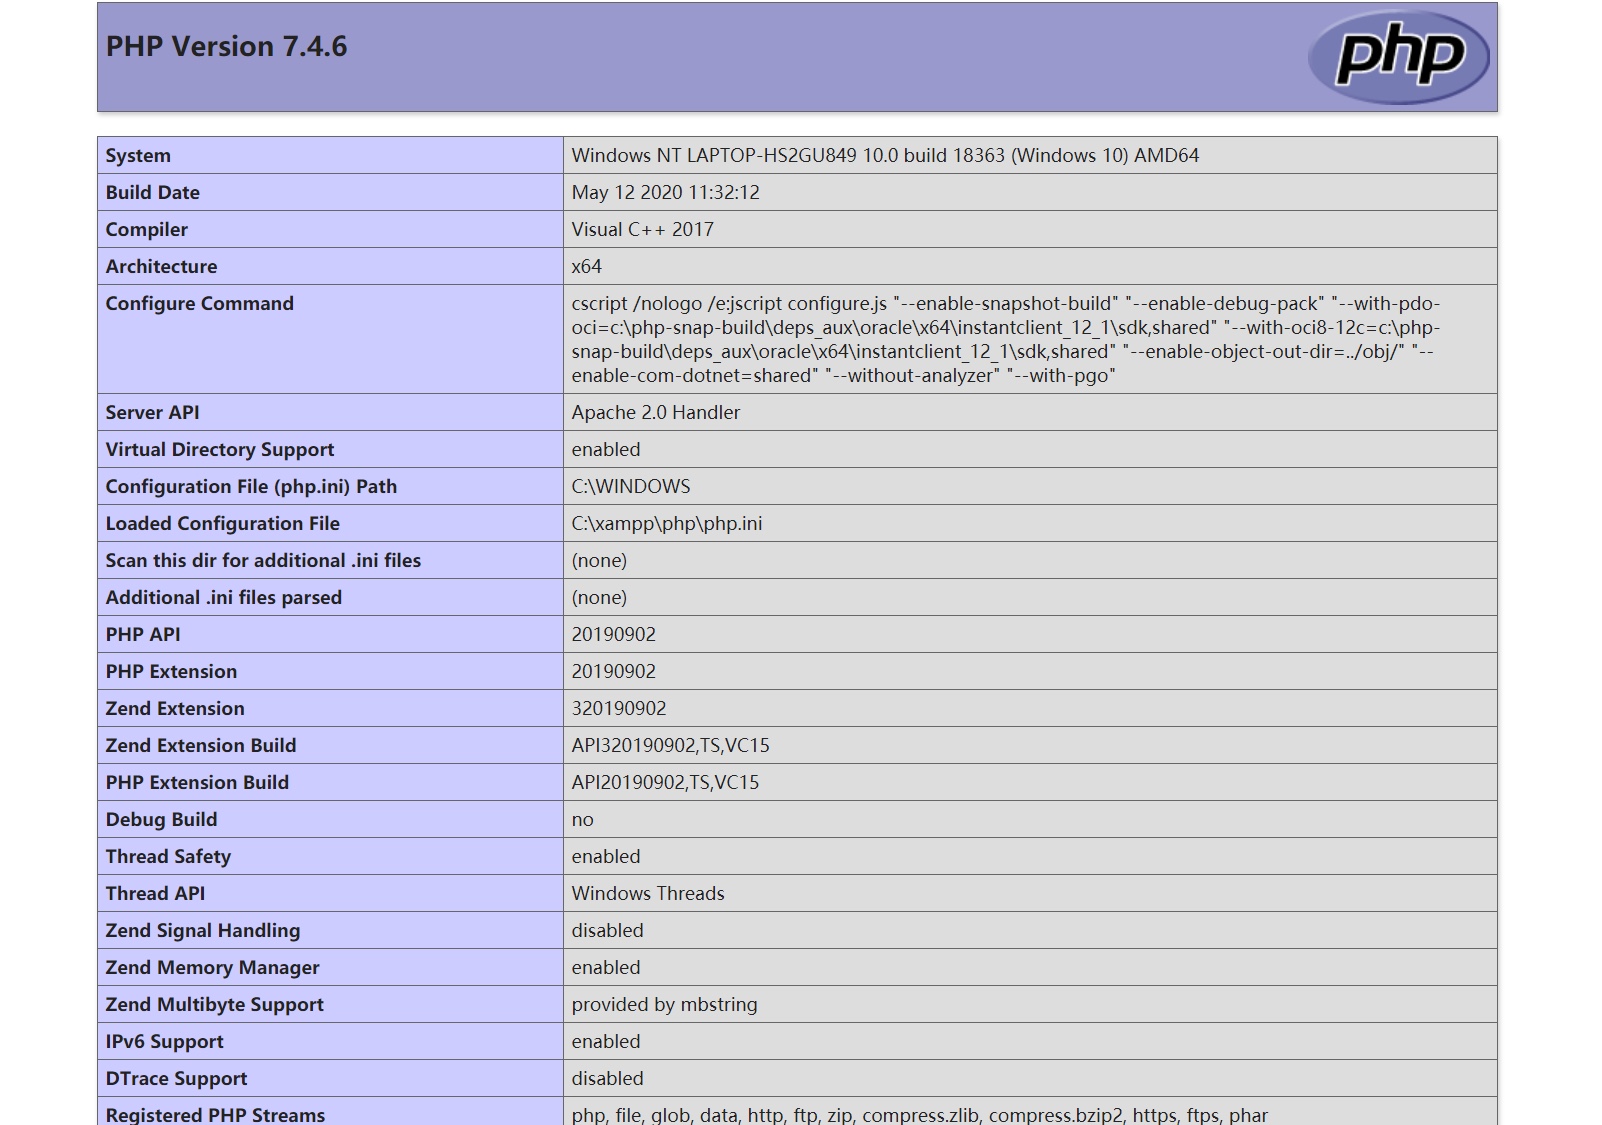 PHP Version 7.4.6
php
System Windows NT LAPTOP-HS2GU849 10.0 build 18363 (Windows 10) AMD64
Build Date May 12 2020 11:32:12
Compiler Visual C++ 2017
Architecture x64
Configure Command cscript /nologo /e:jscript configure.js "--enable-snapshot-build" "--enable-debug-pack" "--with-pdo-
oci=c:\php-snap-build\deps_aux\oracle\x64\instantclient_12_1\sdk,shared" "--with-oci8-12c=c:\php-
snap-build\deps_aux\oracle\x64\instantclient_12_1\sdk,shared" "--enable-object-out-dir=../obj/" "--
enable-com-dotnet=shared" "--without-analyzer" "--with-pgo"
Server API Apache 2.0 Handler
Virtual Directory Support enabled
Configuration File (php.ini) Path C:\WINDOWS
Loaded Configuration File C:\xampp\php\php.ini
Scan this dir for additional .ini files (none)
Additional .ini files parsed (none)
PHP API 20190902
PHP Extension 20190902
Zend Extension 320190902
Zend Extension Build API320190902,TS,VC15
PHP Extension Build API20190902,TS,VC15
Debug Build no
Thread Safety enabled
Thread API Windows Threads
Zend Signal Handling disabled
Zend Memory Manager enabled
Zend Multibyte Support provided by mbstring
IPv6 Support enabled
DTrace Support disabled
Registered PHP Streams php, file, glob, data, http, ftp, zip, compress.zlib, compress.bzip2, https, ftps, phar